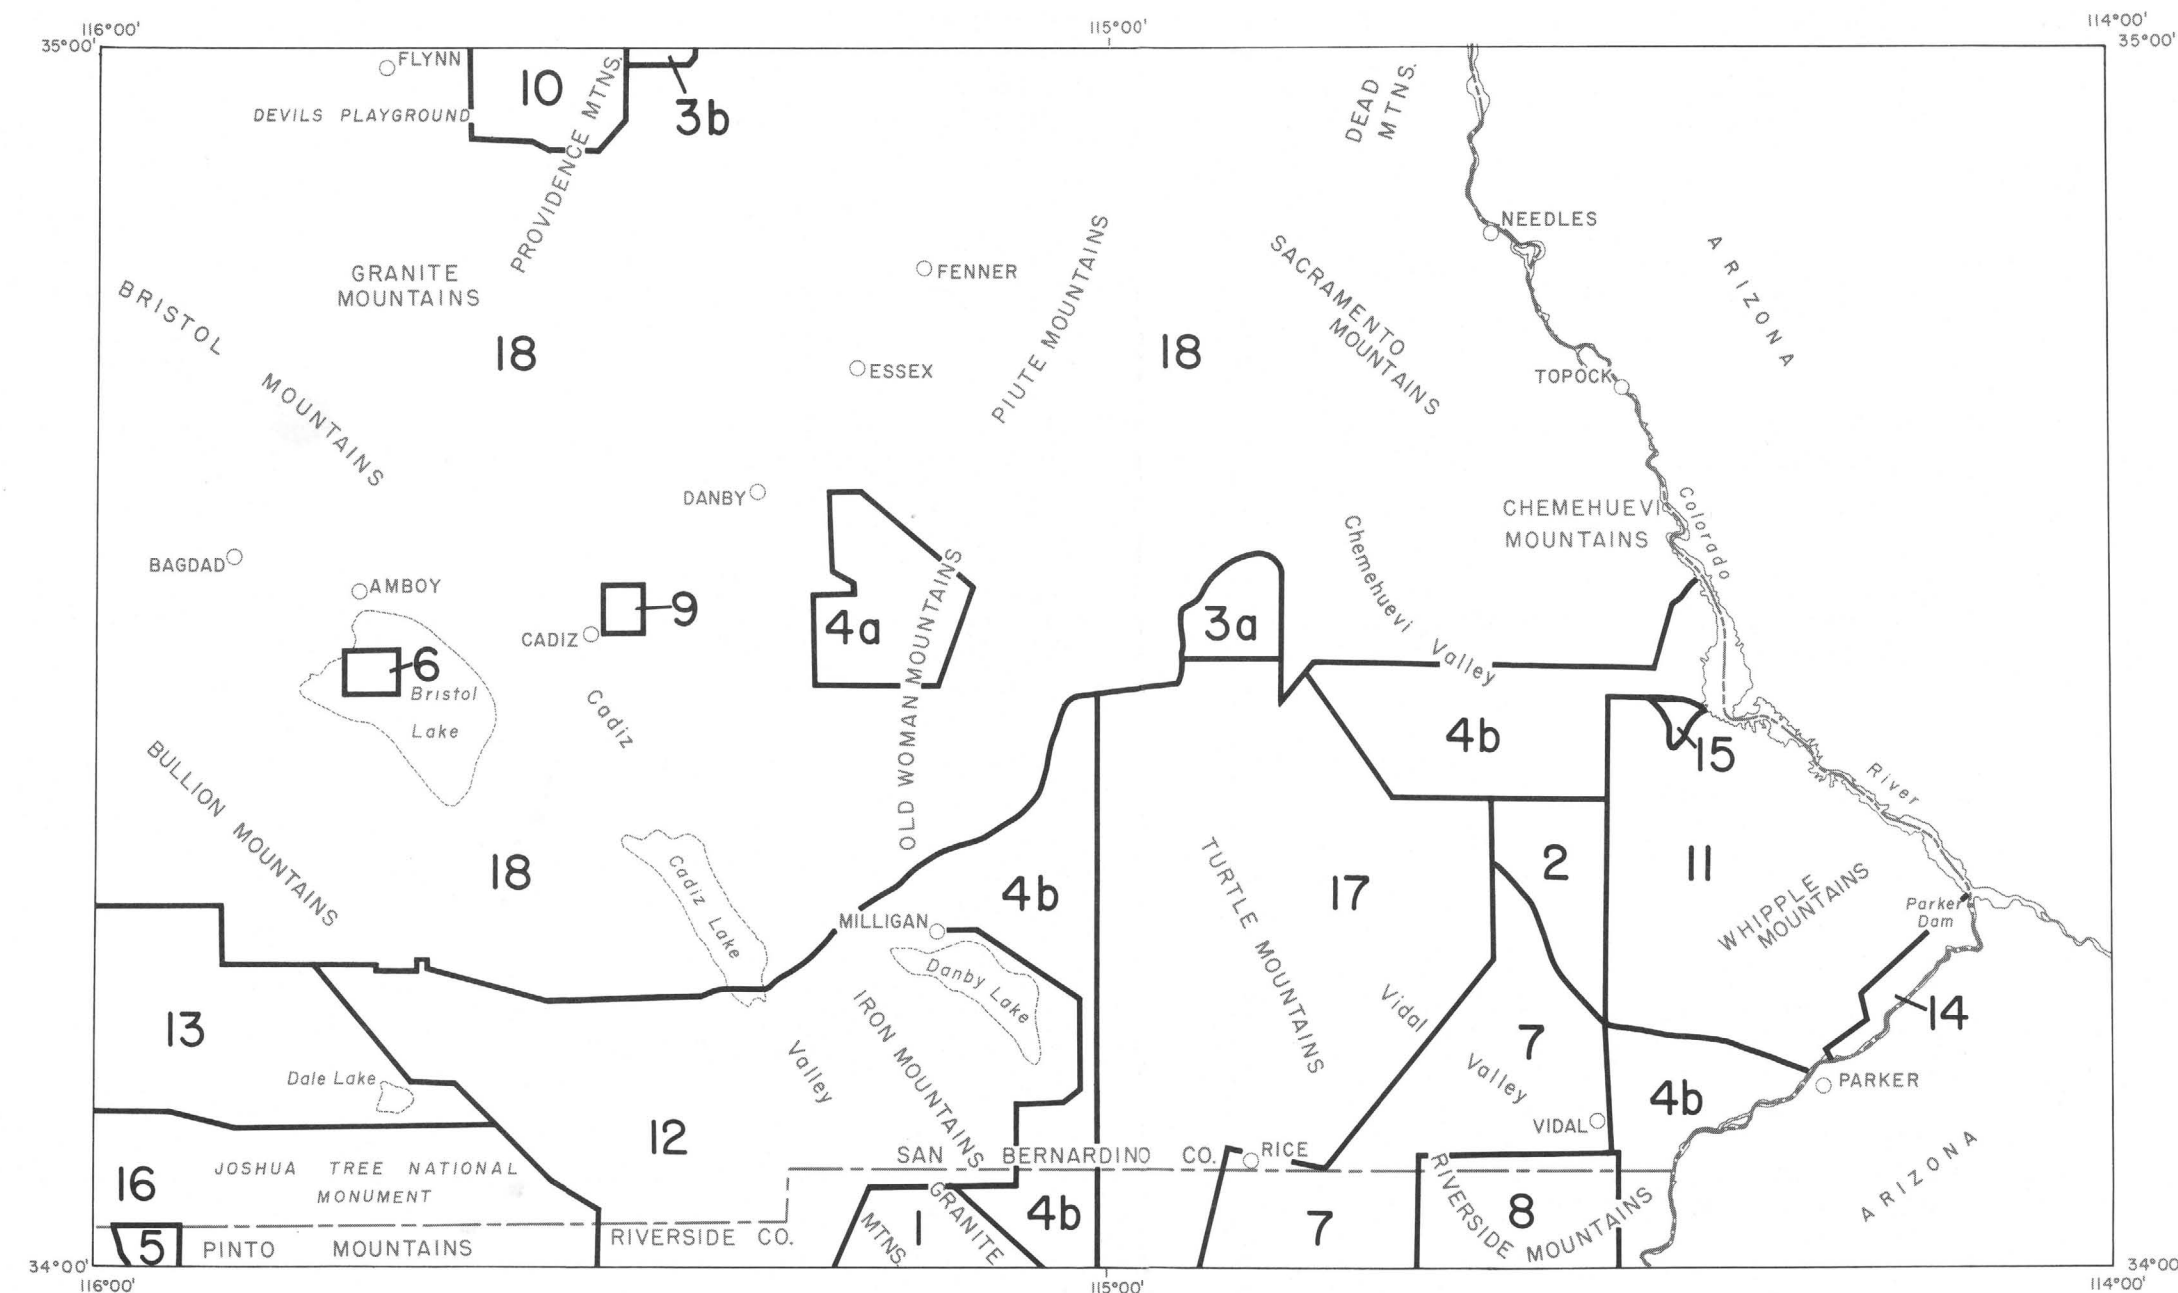 116°00'
115°00'
114°00'
35°00'
35°00'
FLYNN
10
3b
DEVILS PLAYGROUND
PROVIDENCE MTNS.
DEAD
MTNS.
NEEDLES
ARIZONA
GRANITE
MOUNTAINS
FENNER
PIUTE MOUNTAINS
SACRAMENTO
MOUNTAINS
BRISTOL
MOUNTAINS
18
18
ESSEX
TOPOCK
DANBY
CHEMEHUEVI
MOUNTAINS
Colorado
Chemehuevi
Valley
BAGDAD
AMBOY
9
CADIZ
4a
3a
6
Bristol
Lake
Cadiz
OLD WOMAN MOUNTAINS
4b
15
River
BULLION MOUNTAINS
18
Cadiz Lake
4b
TURTLE MOUNTAINS
17
2
11
WHIPPLE
MOUNTAINS
Parker
Dam
MILLIGAN
Danby Lake
IRON MOUNTAINS
Valley
Vidal
Valley
7
14
13
Dale Lake
12
4b
PARKER
VIDAL
SAN BERNARDINO CO.
RICE
JOSHUA TREE NATIONAL
MONUMENT
16
5
PINTO MOUNTAINS
RIVERSIDE CO.
1
GRANITE
MTNS.
4b
7
8
RIVERSIDE MOUNTAINS
ARIZONA
34°00'
34°00'
116°00'
115°00'
114°00'